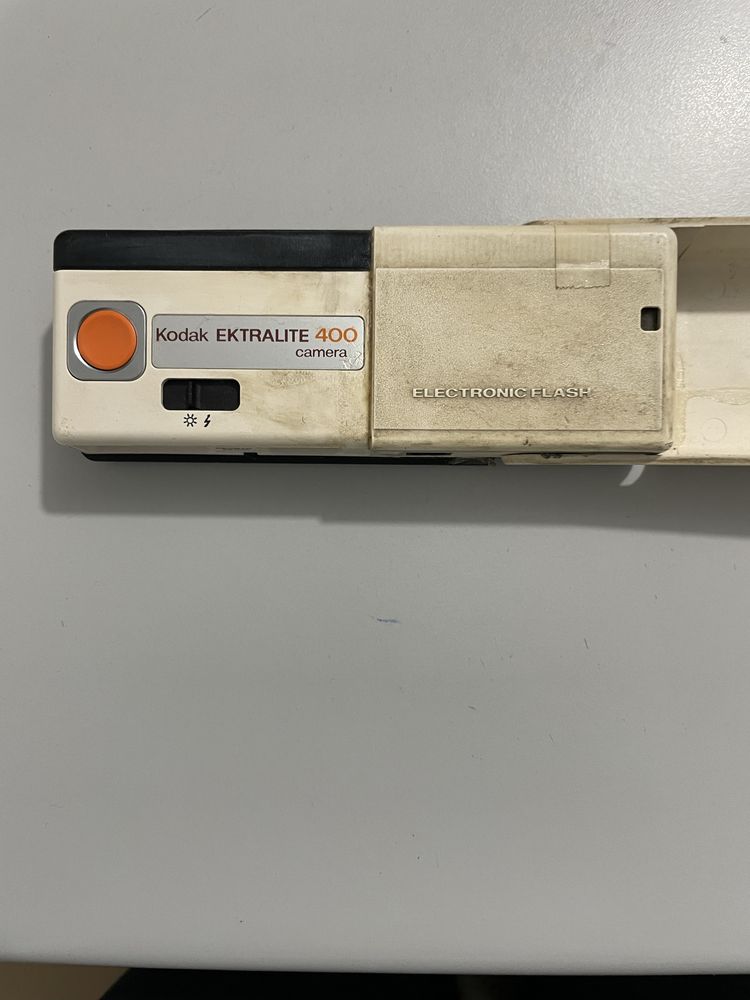 Kodak EKTRALITE 400
camera
ELECTRONIC FLASH